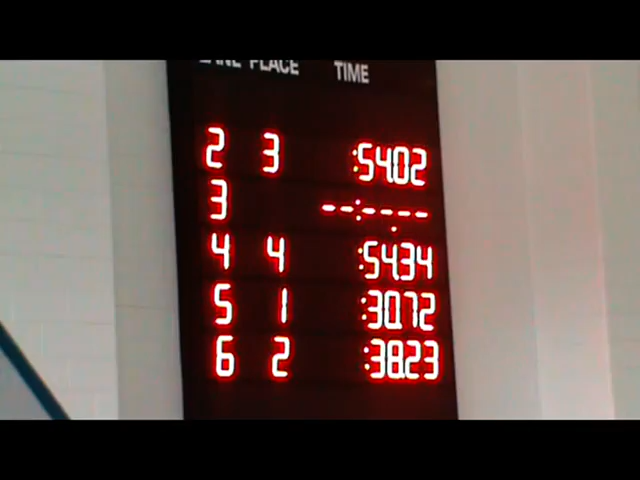 LANE PLACE TIME
2 3 :54.02
3 --:----
4 4 :54.34
5 1 :30.72
6 2 :38.23